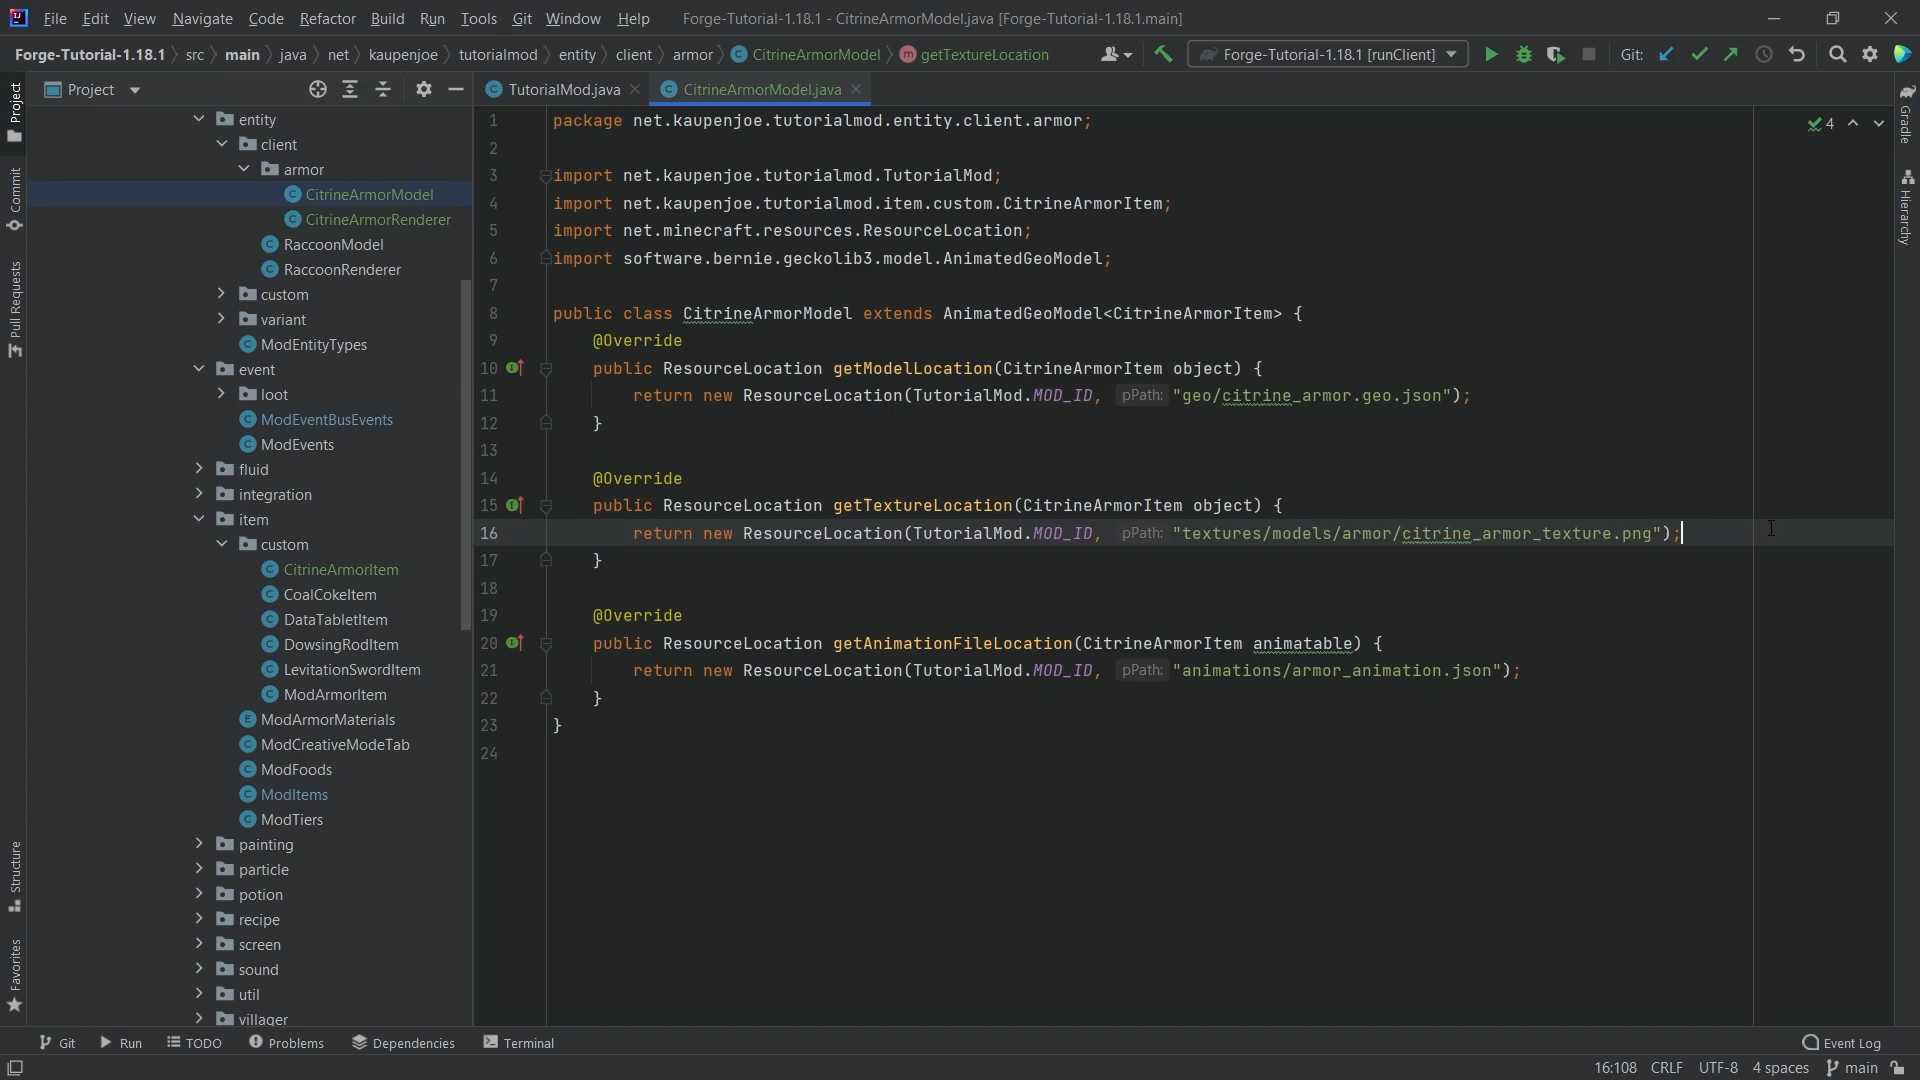 File Edit View Navigate Code Refactor Build Run Tools Git Window Help Forge-Tutorial-1.18.1 - CitrineArmorModel.java [Forge-Tutorial-1.18.1.main]
Forge-Tutorial-1.18.1 src main java net kaupenjoe tutorialmod entity client armor CitrineArmorModel getTextureLocation Forge-Tutorial-1.18.1 [runClient] Git:
Project
TutorialMod.java CitrineArmorModel.java
Project
Commit
Pull Requests
Structure
Favorites
entity
client
armor
CitrineArmorModel
CitrineArmorRenderer
RaccoonModel
RaccoonRenderer
custom
variant
ModEntityTypes
event
loot
ModEventBusEvents
ModEvents
fluid
integration
item
custom
CitrineArmorItem
CoalCokeItem
DataTabletItem
DowsingRodItem
LevitationSwordItem
ModArmorItem
ModArmorMaterials
ModCreativeModeTab
ModFoods
ModItems
ModTiers
painting
particle
potion
recipe
screen
sound
util
villager
1 package net.kaupenjoe.tutorialmod.entity.client.armor;
2
3 import net.kaupenjoe.tutorialmod.TutorialMod;
4 import net.kaupenjoe.tutorialmod.item.custom.CitrineArmorItem;
5 import net.minecraft.resources.ResourceLocation;
6 import software.bernie.geckolib3.model.AnimatedGeoModel;
7
8 public class CitrineArmorModel extends AnimatedGeoModel<CitrineArmorItem> {
9 @Override
10 public ResourceLocation getModelLocation(CitrineArmorItem object) {
11 return new ResourceLocation(TutorialMod.MOD_ID, pPath: "geo/citrine_armor.geo.json");
12 }
13
14 @Override
15 public ResourceLocation getTextureLocation(CitrineArmorItem object) {
16 return new ResourceLocation(TutorialMod.MOD_ID, pPath: "textures/models/armor/citrine_armor_texture.png");
17 }
18
19 @Override
20 public ResourceLocation getAnimationFileLocation(CitrineArmorItem animatable) {
21 return new ResourceLocation(TutorialMod.MOD_ID, pPath: "animations/armor_animation.json");
22 }
23 }
24
4
Gradle
Hierarchy
Git Run TODO Problems Dependencies Terminal Event Log
16:108 CRLF UTF-8 4 spaces main